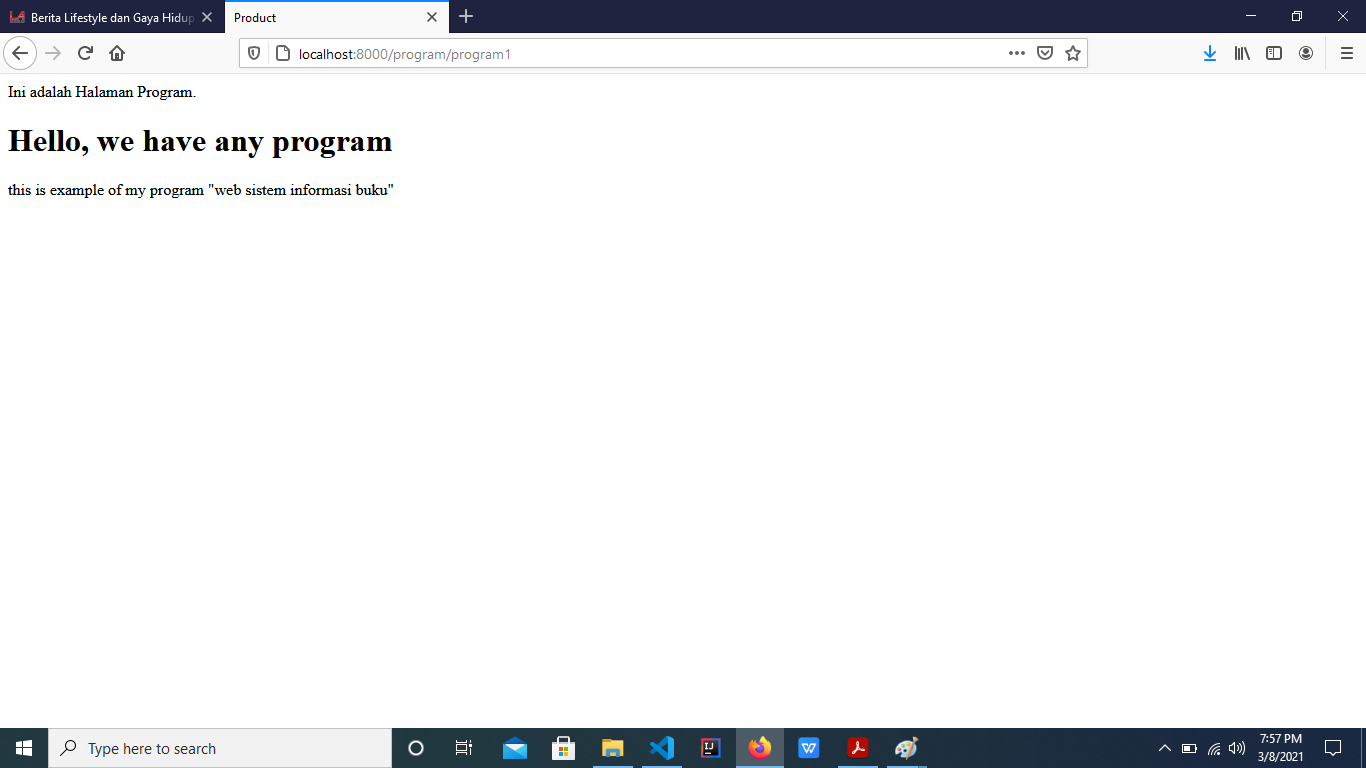 Berita Lifestyle dan Gaya Hidup
Product
localhost:8000/program/program1
Ini adalah Halaman Program.
Hello, we have any program
this is example of my program "web sistem informasi buku"
Type here to search
IJ
W
7:57 PM
3/8/2021